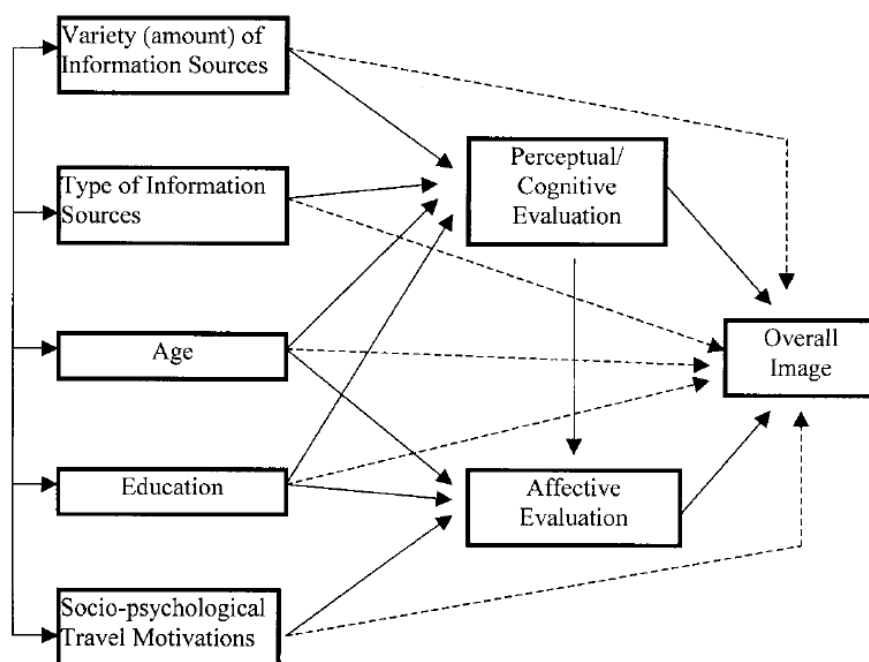 Variety (amount) of
Information Sources
Type of Information
Sources
Age
Education
Socio-psychological
Travel Motivations
Perceptual/
Cognitive
Evaluation
Affective
Evaluation
Overall
Image